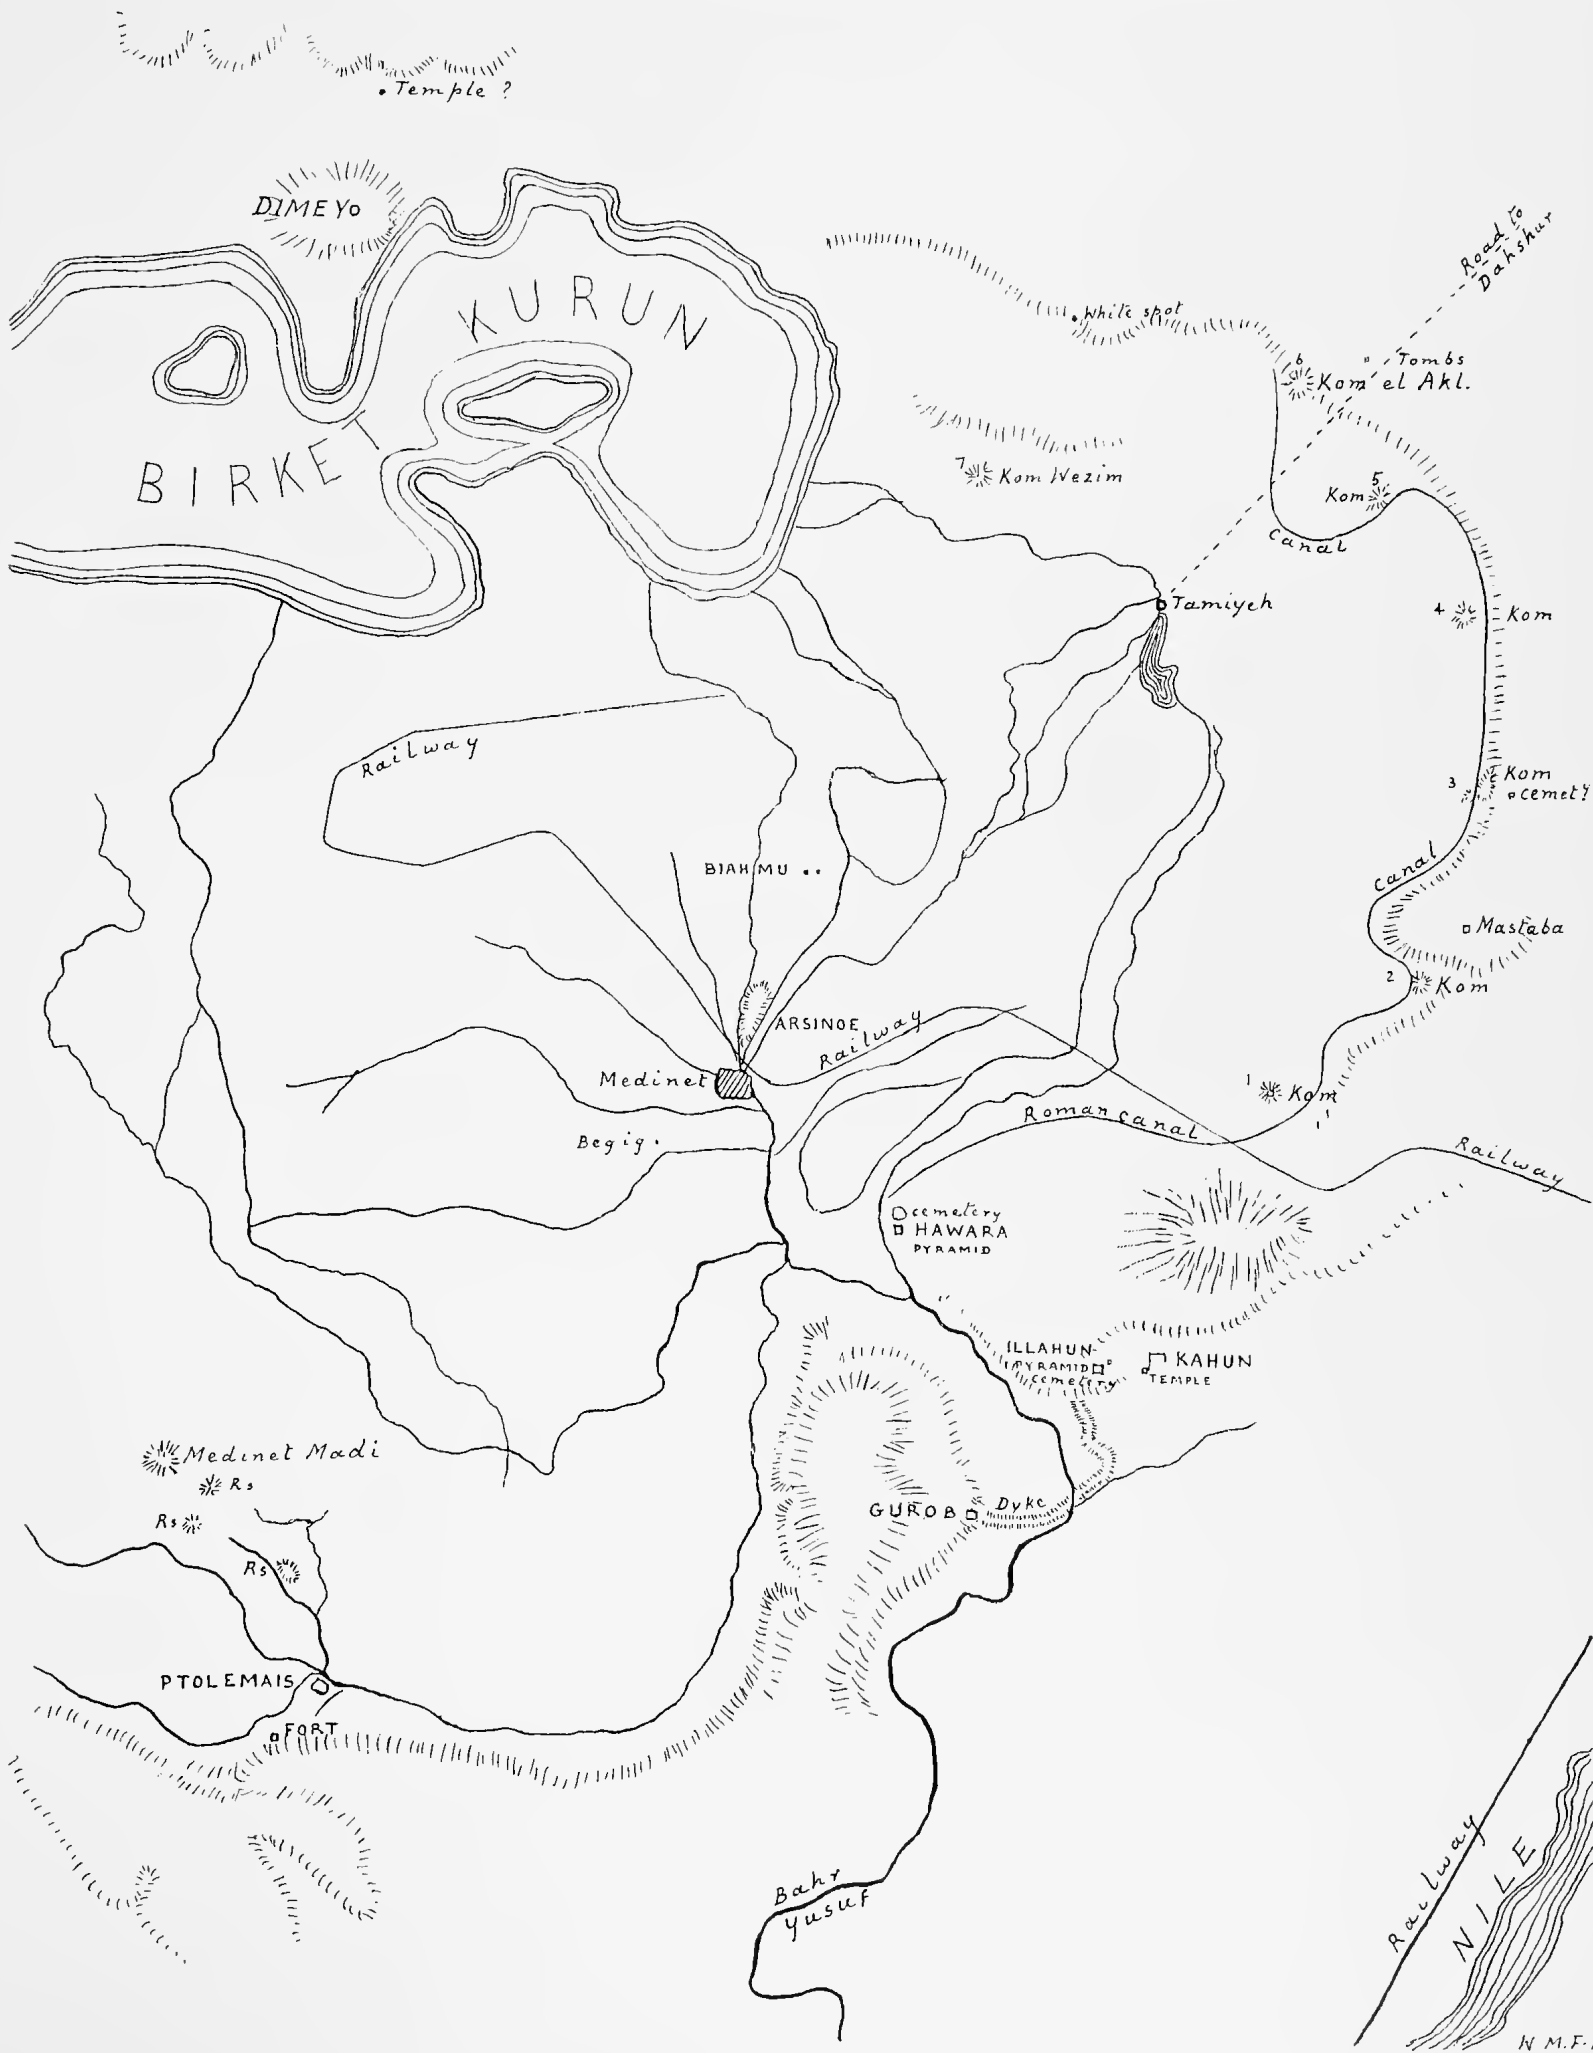 Temple ?
DIMEYo
Road to
Dahshur
KURUN
White spot
6
Tombs
Kom el Akl.
BIRKET
7
Kom Wezim
5
Kom
Canal
Tamiyeh
4
Kom
Railway
Kom
3
cemety
BIAHMU
Canal
Mastaba
2
Kom
ARSINOE
Railway
Medinet
1
Kom
Roman canal
Begig.
Railway
cemetery
HAWARA
PYRAMID
ILLAHUN
PYRAMID
cemetery
KAHUN
TEMPLE
Medinet Madi
Rs
Rs
GUROB
Dyke
Rs
PTOLEMAIS
FORT
Railway
NILE
Bahr
Yusuf
W M.F.